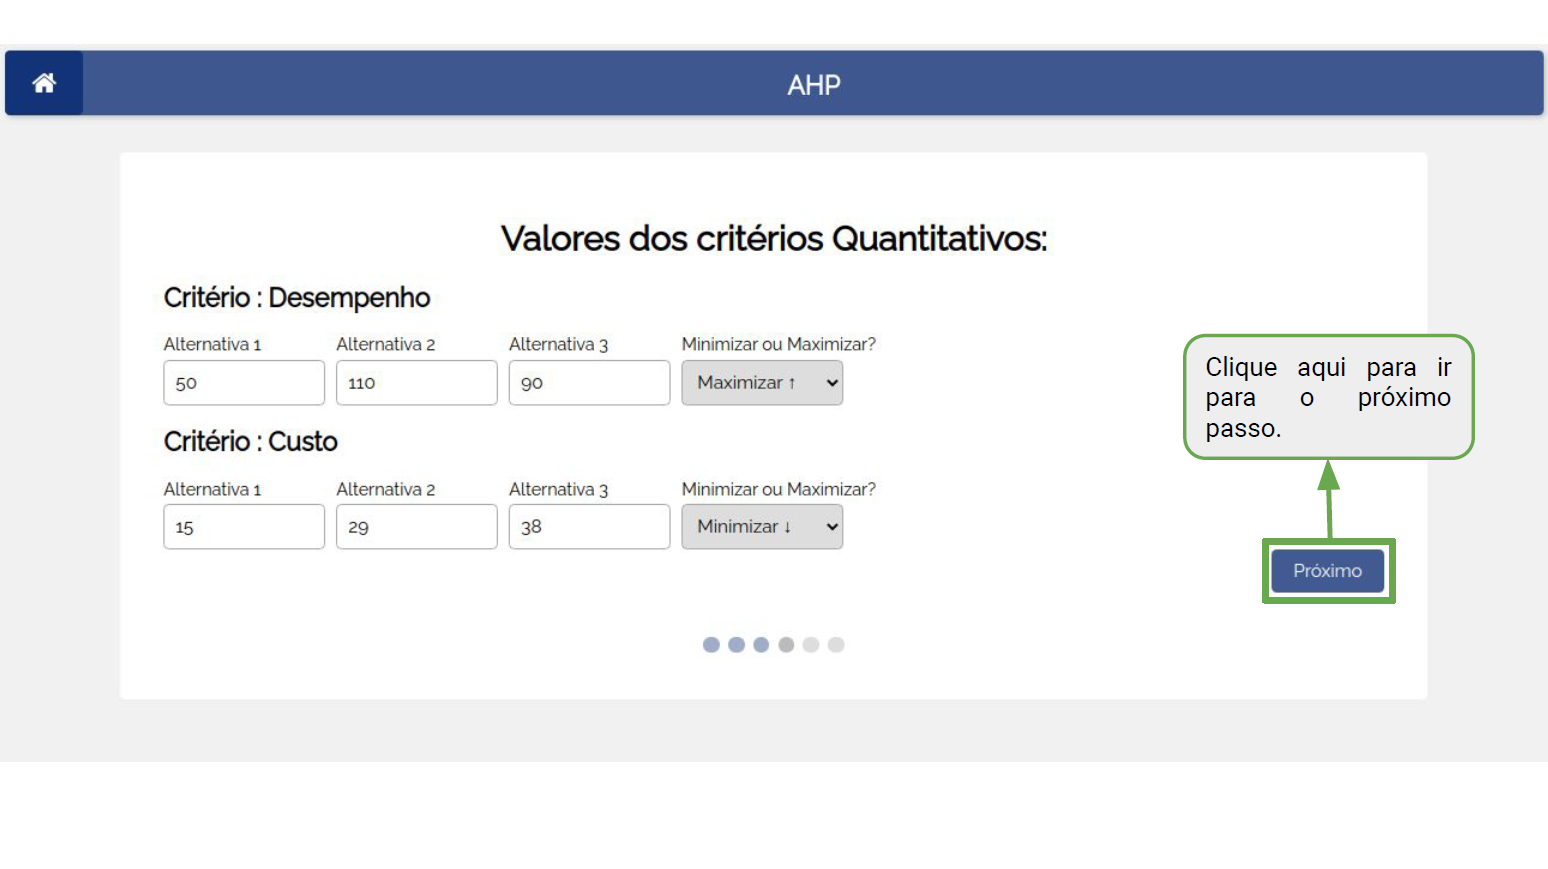 AHP
Valores dos critérios Quantitativos:
Critério : Desempenho
Alternativa 1 Alternativa 2 Alternativa 3 Minimizar ou Maximizar?
50 110 90 Maximizar ↑
Clique aqui para ir
para o próximo
passo.
Critério : Custo
Alternativa 1 Alternativa 2 Alternativa 3 Minimizar ou Maximizar?
15 29 38 Minimizar ↓
Próximo